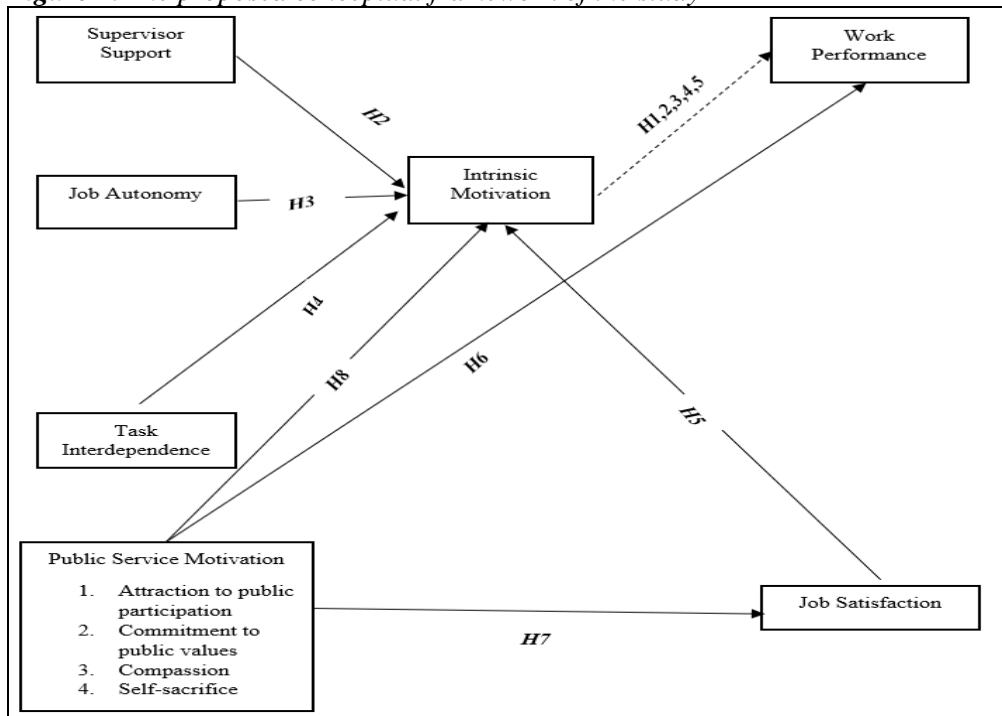 Supervisor
Support
Work
Performance
H2
H1,2,3,4,5
Intrinsic
Motivation
Job Autonomy
H3
H4
H8
H6
H5
Task
Interdependence
Public Service Motivation
1. Attraction to public
participation
2. Commitment to
public values
3. Compassion
4. Self-sacrifice
Job Satisfaction
H7